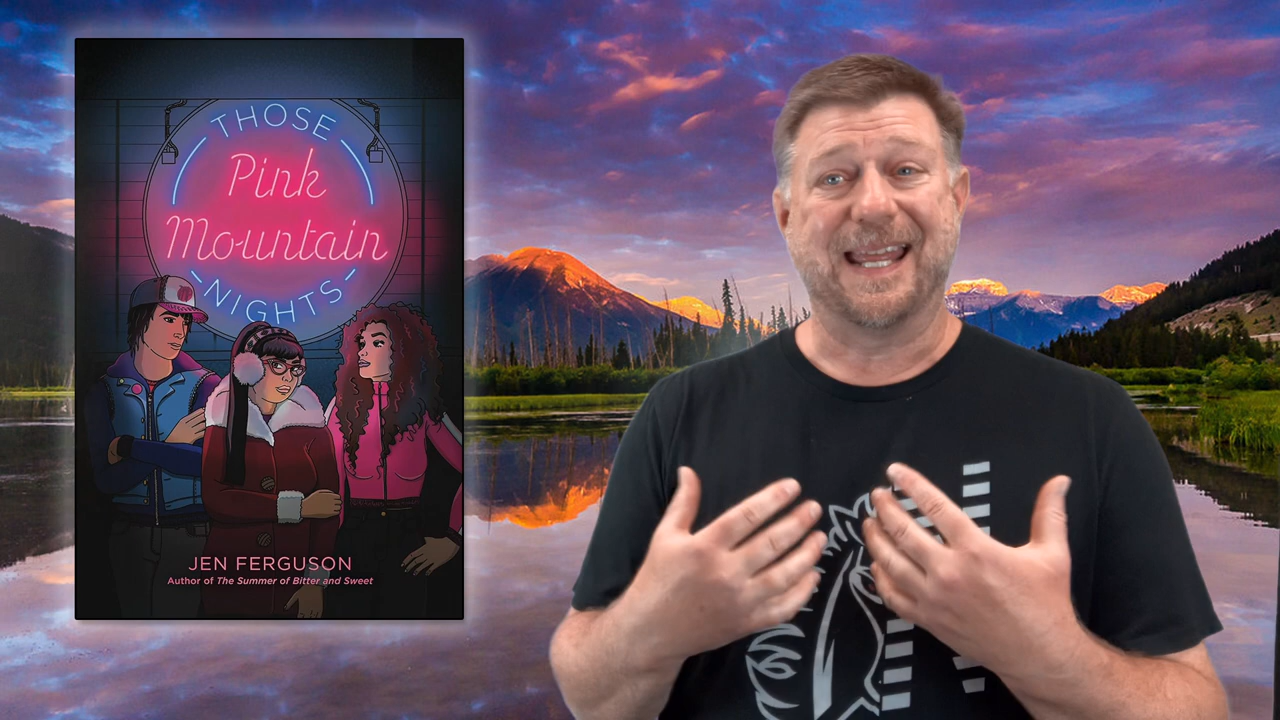 THOSE
Pink
Mountain
NIGHTS
JEN FERGUSON
Author of The Summer of Bitter and Sweet